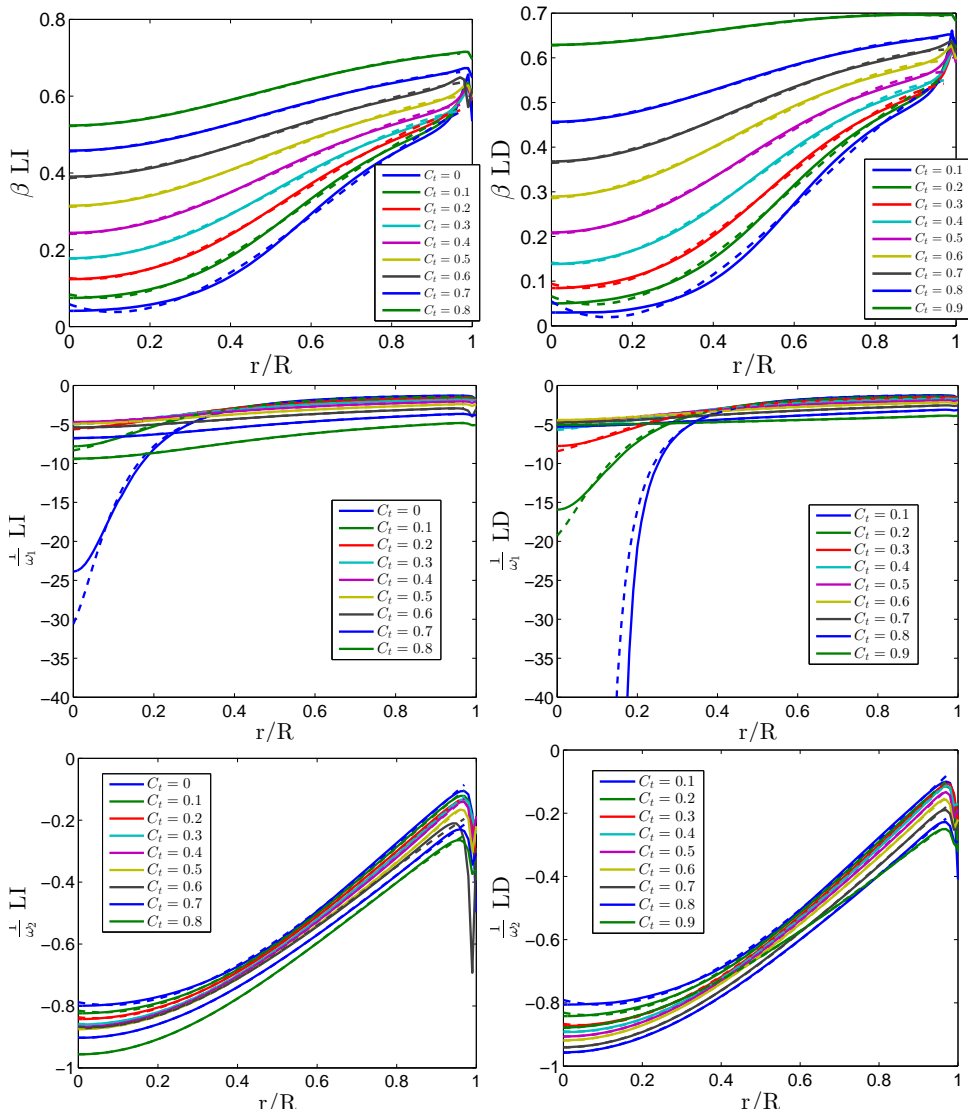 β LI
0.8
0.6
0.4
0.2
0
0 0.2 0.4 0.6 0.8 1
r/R
C_t = 0
C_t = 0.1
C_t = 0.2
C_t = 0.3
C_t = 0.4
C_t = 0.5
C_t = 0.6
C_t = 0.7
C_t = 0.8
β LD
0.7
0.6
0.5
0.4
0.3
0.2
0.1
0
0 0.2 0.4 0.6 0.8 1
r/R
C_t = 0.1
C_t = 0.2
C_t = 0.3
C_t = 0.4
C_t = 0.5
C_t = 0.6
C_t = 0.7
C_t = 0.8
C_t = 0.9
1/ω₁ LI
0
−5
−10
−15
−20
−25
−30
−35
−40
0 0.2 0.4 0.6 0.8 1
r/R
C_t = 0
C_t = 0.1
C_t = 0.2
C_t = 0.3
C_t = 0.4
C_t = 0.5
C_t = 0.6
C_t = 0.7
C_t = 0.8
1/ω₁ LD
0
−5
−10
−15
−20
−25
−30
−35
−40
0 0.2 0.4 0.6 0.8 1
r/R
C_t = 0.1
C_t = 0.2
C_t = 0.3
C_t = 0.4
C_t = 0.5
C_t = 0.6
C_t = 0.7
C_t = 0.8
C_t = 0.9
1/ω₂ LI
0
−0.2
−0.4
−0.6
−0.8
−1
0 0.2 0.4 0.6 0.8 1
r/R
C_t = 0
C_t = 0.1
C_t = 0.2
C_t = 0.3
C_t = 0.4
C_t = 0.5
C_t = 0.6
C_t = 0.7
C_t = 0.8
1/ω₂ LD
0
−0.2
−0.4
−0.6
−0.8
−1
0 0.2 0.4 0.6 0.8 1
r/R
C_t = 0.1
C_t = 0.2
C_t = 0.3
C_t = 0.4
C_t = 0.5
C_t = 0.6
C_t = 0.7
C_t = 0.8
C_t = 0.9